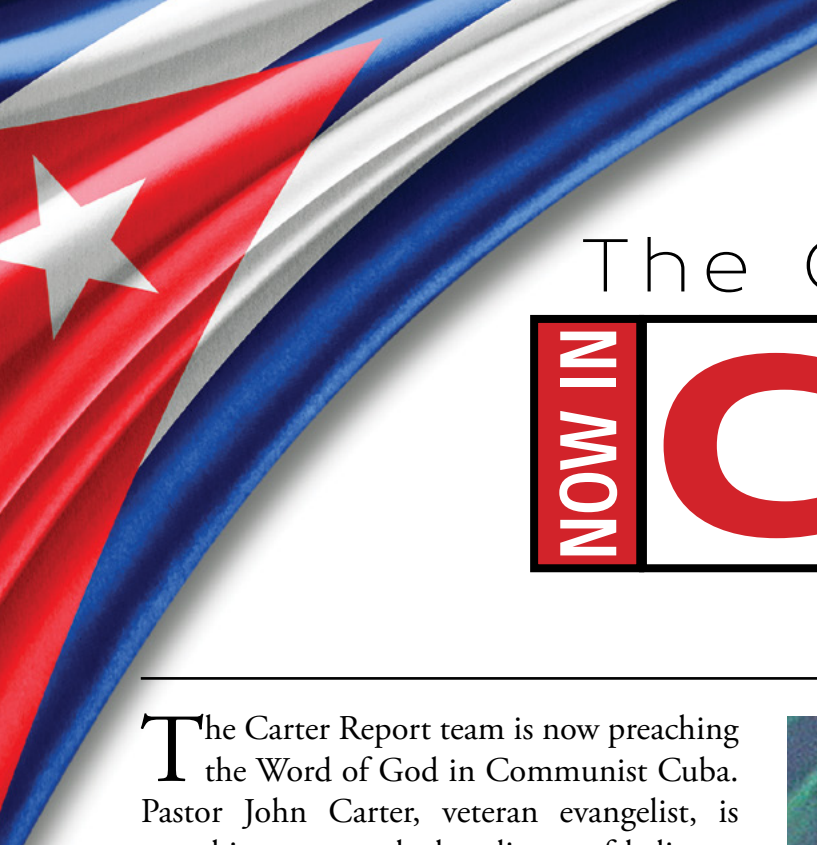 The
NOW IN
The Carter Report team is now preaching
the Word of God in Communist Cuba.
Pastor John Carter, veteran evangelist, is